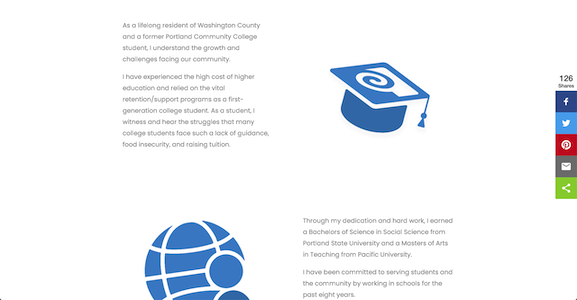 As a lifelong resident of Washington County
and a former Portland Community College
student, I understand the growth and
challenges facing our community.
I have experienced the high cost of higher
education and relied on the vital
retention/support programs as a first-
generation college student. As a student, I
witness and hear the struggles that many
college students face such a lack of guidance,
food insecurity, and raising tuition.
126
Shares
Through my dedication and hard work, I earned
a Bachelors of Science in Social Science from
Portland State University and a Masters of Arts
in Teaching from Pacific University.
I have been committed to serving students and
the community by working in schools for the
past eight years.